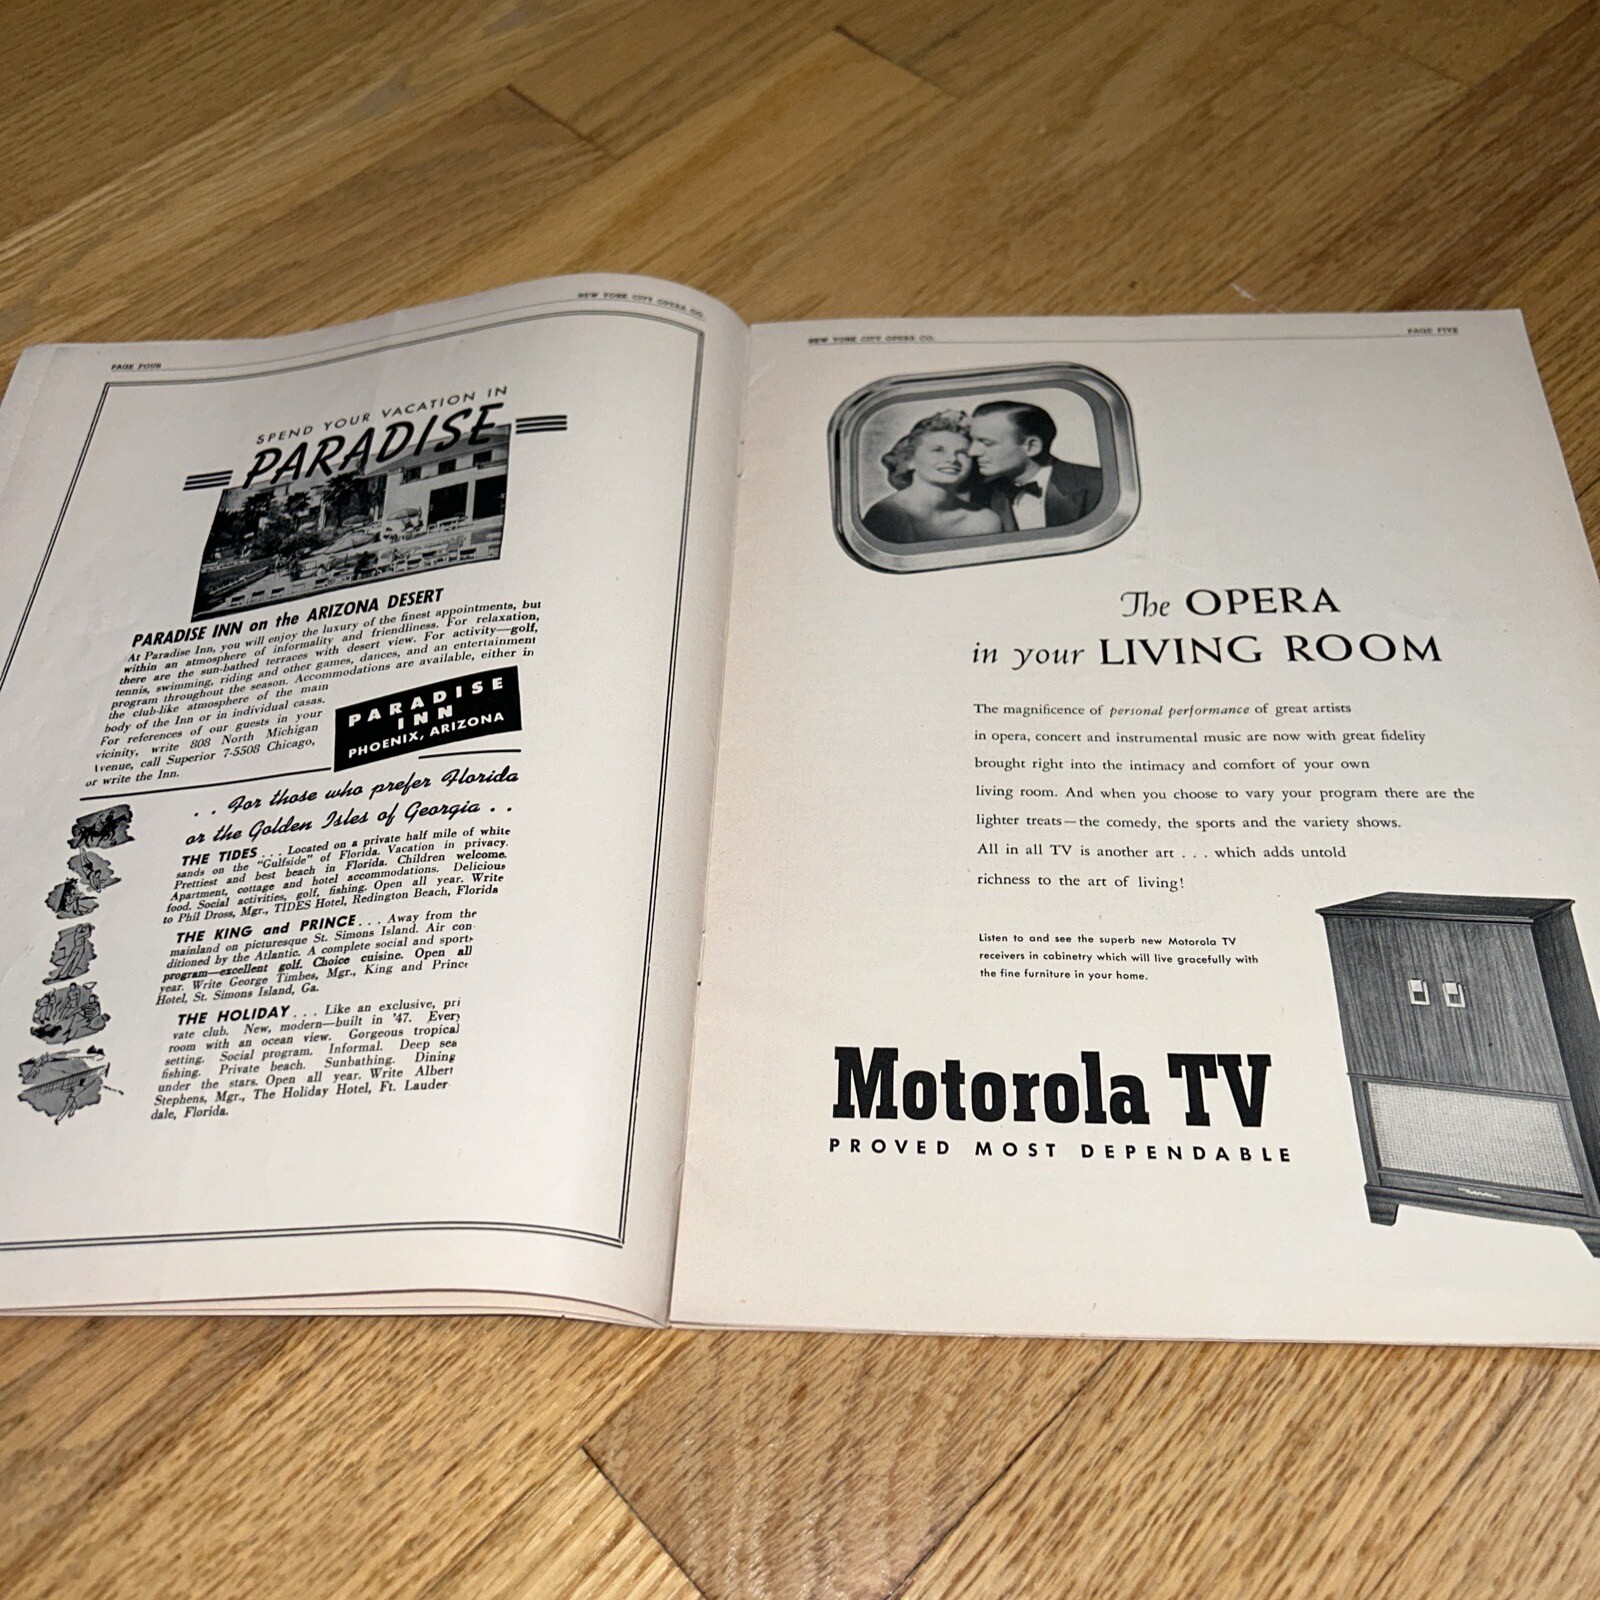 PAGE FOUR
NEW YORK CITY OPERA CO.
SPEND YOUR VACATION IN
PARADISE
PARADISE INN on the ARIZONA DESERT
At Paradise Inn, you will enjoy the luxury of the finest appointments, but
within an atmosphere of informality and friendliness. For relaxation,
there are the sun-bathed terraces with desert view. For activity—golf,
tennis, swimming, riding and other games, dances, and an entertainment
program throughout the season. Accommodations are available, either in
the club-like atmosphere of the main
body of the Inn or in individual casas.
For references of our guests in your
vicinity, write 808 North Michigan
Avenue, call Superior 7-5508 Chicago,
or write the Inn.
PARADISE
INN
PHOENIX, ARIZONA
. . For those who prefer Florida
or the Golden Isles of Georgia . .
THE TIDES . . . Located on a private half mile of white
sands on the "Gulfside" of Florida. Vacation in privacy.
Prettiest and best beach in Florida. Children welcome.
Apartment, cottage and hotel accommodations. Delicious
food. Social activities, golf, fishing. Open all year. Write
to Phil Dross, Mgr., TIDES Hotel, Redington Beach, Florida
THE KING and PRINCE . . . Away from the
mainland on picturesque St. Simons Island. Air con-
ditioned by the Atlantic. A complete social and sports
program—excellent golf. Choice cuisine. Open all
year. Write George Timbes, Mgr., King and Prince
Hotel, St. Simons Island, Ga.
THE HOLIDAY . . . Like an exclusive, pri
vate club. New, modern—built in '47. Every
room with an ocean view. Gorgeous tropical
setting. Social program. Informal. Deep sea
fishing. Private beach. Sunbathing. Dining
under the stars. Open all year. Write Albert
Stephens, Mgr., The Holiday Hotel, Ft. Lauder-
dale, Florida.
NEW YORK CITY OPERA CO.
PAGE FIVE
The OPERA
in your LIVING ROOM
The magnificence of personal performance of great artists
in opera, concert and instrumental music are now with great fidelity
brought right into the intimacy and comfort of your own
living room. And when you choose to vary your program there are the
lighter treats—the comedy, the sports and the variety shows.
All in all TV is another art . . . which adds untold
richness to the art of living!
Listen to and see the superb new Motorola TV
receivers in cabinetry which will live gracefully with
the fine furniture in your home.
Motorola TV
PROVED MOST DEPENDABLE